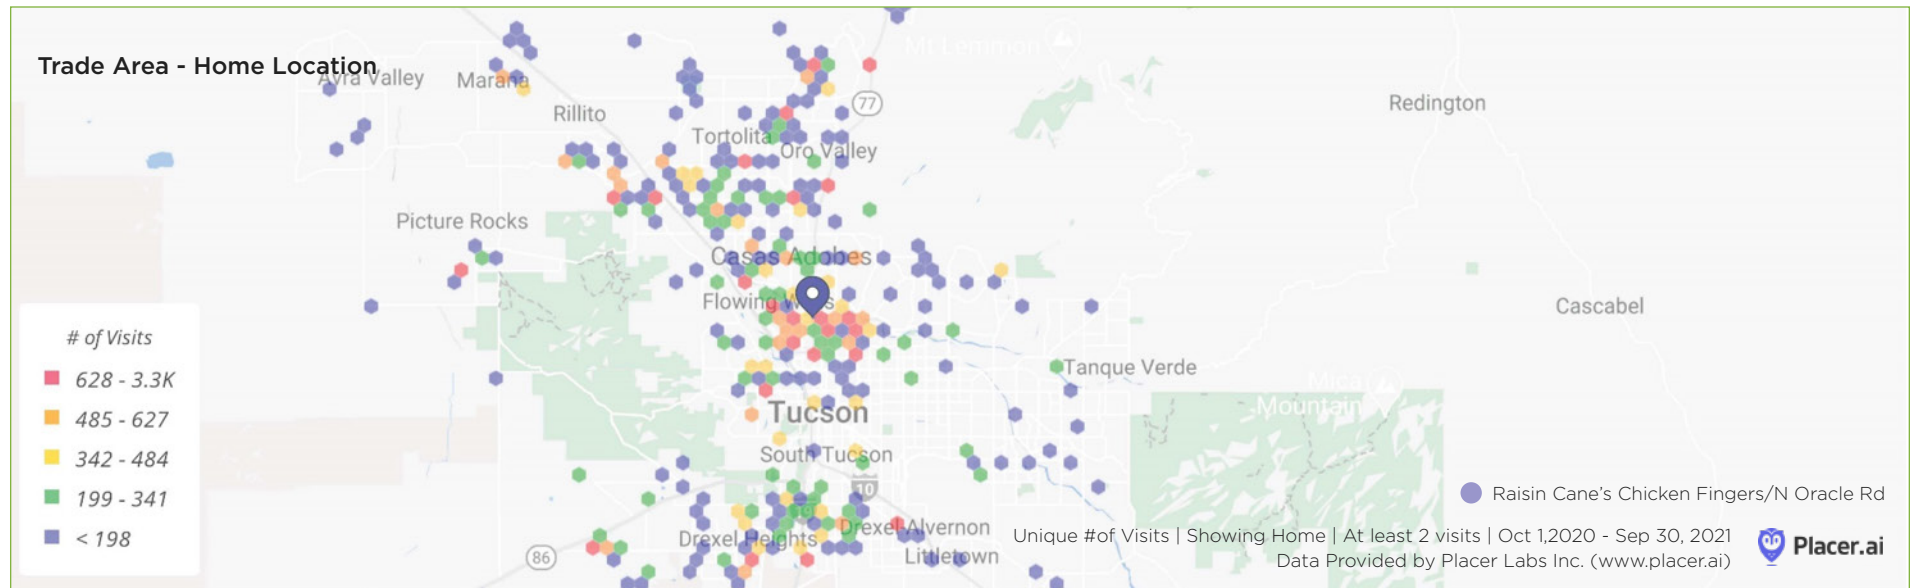 Trade Area - Home Location
Mt Lemmon
Avra Valley
Marana
77
Redington
Rillito
Tortolita
Oro Valley
Picture Rocks
Casas Adobes
Flowing Wells
Cascabel
# of Visits
628 - 3.3K
485 - 627
342 - 484
199 - 341
< 198
Tanque Verde
Mica
Mountain
Tucson
South Tucson
10
Drexel-Alvernon
Drexel Heights
Littletown
86
Raisin Cane's Chicken Fingers/N Oracle Rd
Unique #of Visits | Showing Home | At least 2 visits | Oct 1,2020 - Sep 30, 2021
Data Provided by Placer Labs Inc. (www.placer.ai)
Placer.ai